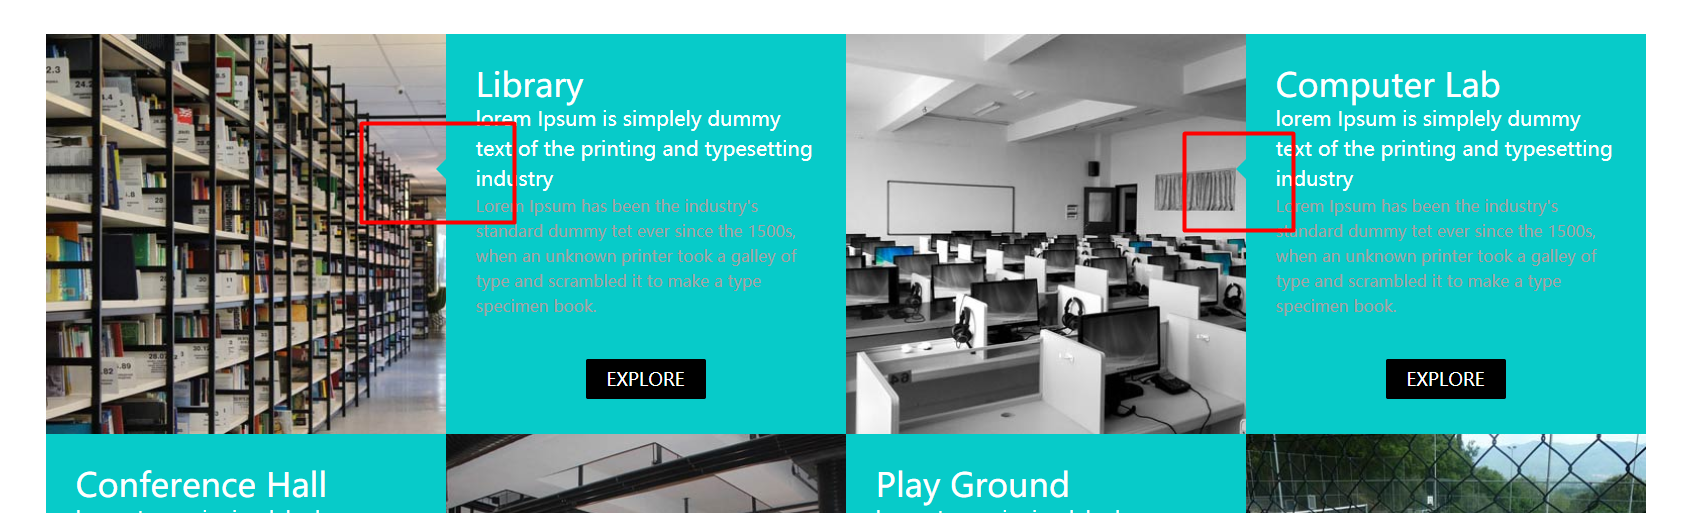 Library
lorem Ipsum is simplely dummy
text of the printing and typesetting
industry
Lorem Ipsum has been the industry's
standard dummy tet ever since the 1500s,
when an unknown printer took a galley of
type and scrambled it to make a type
specimen book.
EXPLORE
Computer Lab
lorem Ipsum is simplely dummy
text of the printing and typesetting
industry
Lorem Ipsum has been the industry's
standard dummy tet ever since the 1500s,
when an unknown printer took a galley of
type and scrambled it to make a type
specimen book.
EXPLORE
Conference Hall
Play Ground